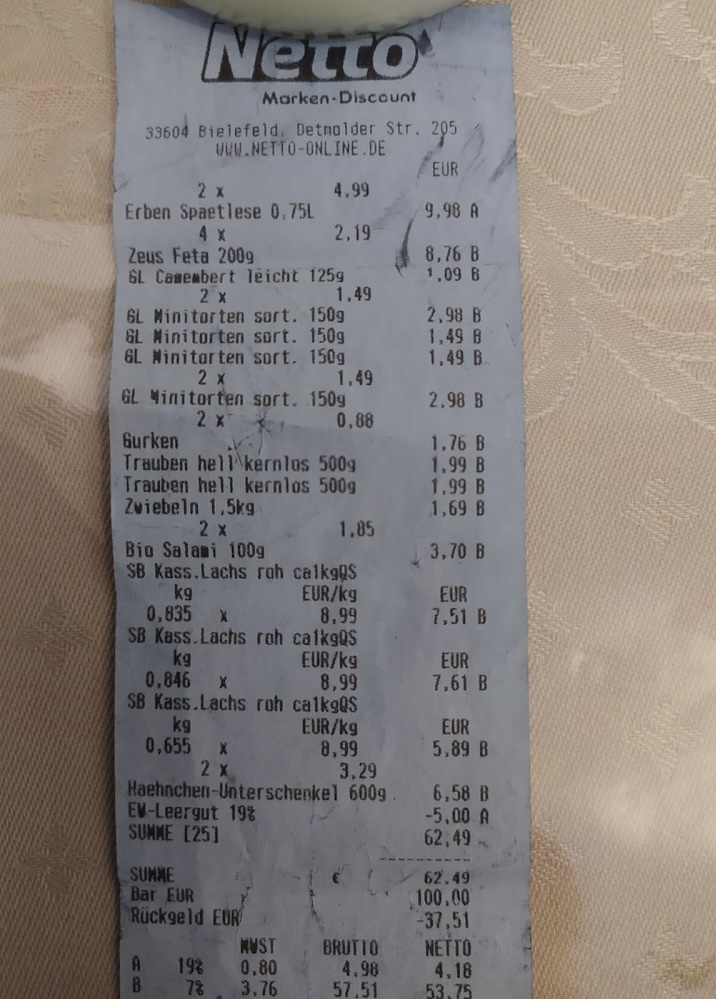 Netto
Marken-Discount
33604 Bielefeld, Detmolder Str. 205
WWW.NETTO-ONLINE.DE
EUR
2 x 4,99
Erben Spaetlese 0,75L 9,98 A
4 x 2,19
Zeus Feta 200g 8,76 B
GL Camembert leicht 125g 1,09 B
2 x 1,49
GL Minitorten sort. 150g 2,98 B
GL Minitorten sort. 150g 1,49 B
GL Minitorten sort. 150g 1,49 B
2 x 1,49
GL Minitorten sort. 150g 2,98 B
2 x 0,88
Gurken 1,76 B
Trauben hell kernlos 500g 1,99 B
Trauben hell kernlos 500g 1,99 B
Zwiebeln 1,5kg 1,69 B
2 x 1,85
Bio Salami 100g 3,70 B
SB Kass.Lachs roh ca1kgQS
kg EUR/kg EUR
0,835 x 8,99 7,51 B
SB Kass.Lachs roh ca1kgQS
kg EUR/kg EUR
0,846 x 8,99 7,61 B
SB Kass.Lachs roh ca1kgQS
kg EUR/kg EUR
0,655 x 8,99 5,89 B
2 x 3,29
Haehnchen-Unterschenkel 600g 6,58 B
EW-Leergut 19% -5,00 A
SUMME [25] 62,49
----------
SUMME € 62,49
Bar EUR 100,00
Rückgeld EUR -37,51
MWST BRUTTO NETTO
A 19% 0,80 4,98 4,18
B 7% 3,76 57,51 53,75